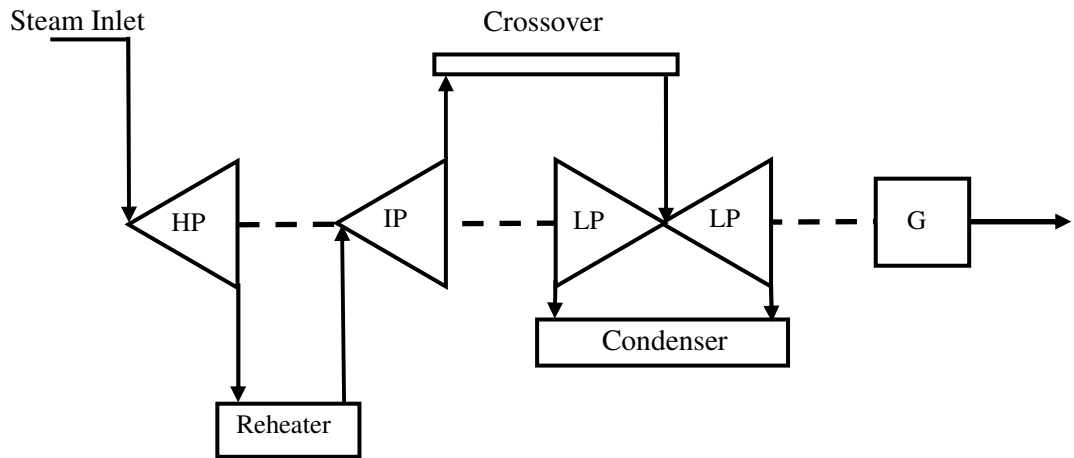 Steam Inlet
Crossover
HP
IP
LP
LP
G
Condenser
Reheater